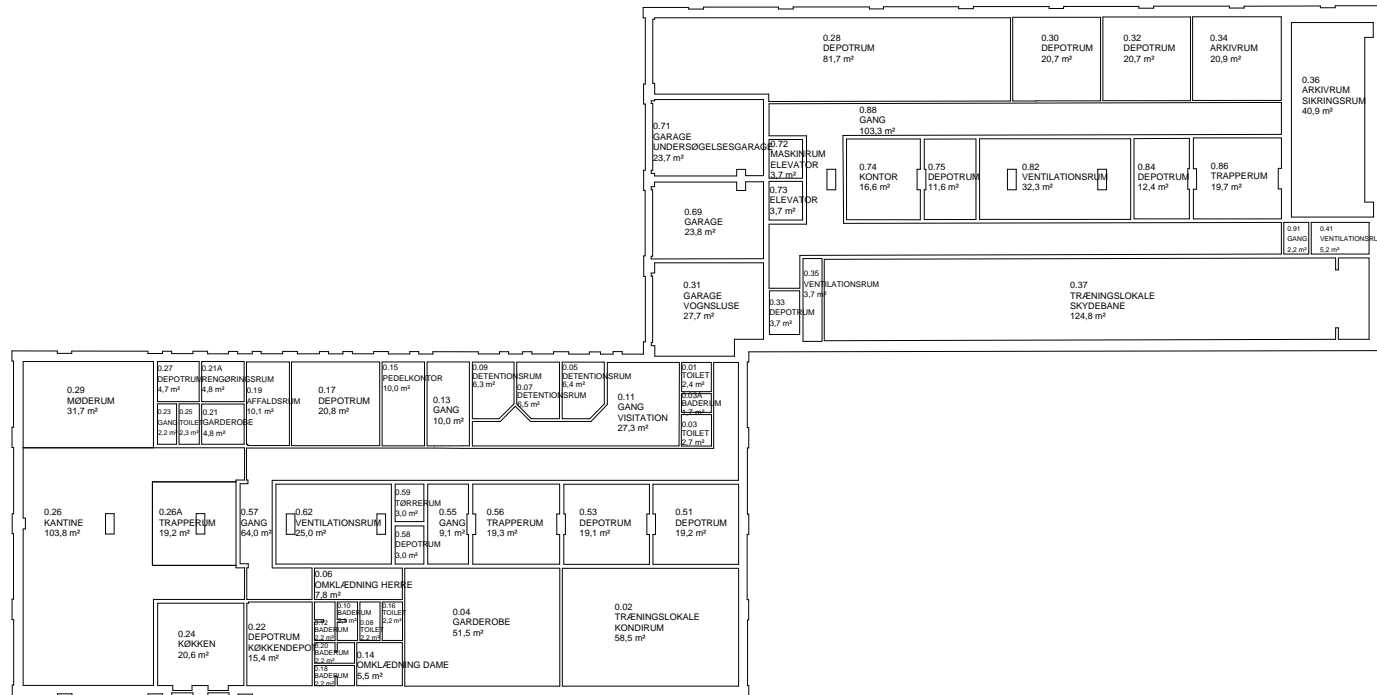 0.28
DEPOTRUM
81,7 m²
0.30
DEPOTRUM
20,7 m²
0.32
DEPOTRUM
20,7 m²
0.34
ARKIVRUM
20,9 m²
0.36
ARKIVRUM
SIKRINGSRUM
40,9 m²
0.88
GANG
103,3 m²
0.71
GARAGE
UNDERSØGELSESGARAGE
23,7 m²
0.72
MASKINRUM
ELEVATOR
3,7 m²
0.73
ELEVATOR
3,7 m²
0.74
KONTOR
16,6 m²
0.75
DEPOTRUM
11,6 m²
0.82
VENTILATIONSRUM
32,3 m²
0.84
DEPOTRUM
12,4 m²
0.86
TRAPPERUM
19,7 m²
0.69
GARAGE
23,8 m²
0.91
GANG
2,2 m²
0.41
VENTILATIONSRU
5,2 m²
0.31
GARAGE
VOGNSLUSE
27,7 m²
0.33
DEPOTRUM
3,7 m²
0.35
VENTILATIONSRUM
3,7 m²
0.37
TRÆNINGSLOKALE
SKYDEBANE
124,8 m²
0.29
MØDERUM
31,7 m²
0.27
DEPOTRUM
4,7 m²
0.21A
RENGØRINGSRUM
4,8 m²
0.23
GANG
2,2 m²
0.25
TOILET
2,3 m²
0.21
GARDEROBE
4,8 m²
0.19
AFFALDSRUM
10,1 m²
0.17
DEPOTRUM
20,8 m²
0.15
PEDELKONTOR
10,0 m²
0.13
GANG
10,0 m²
0.09
DETENTIONSRUM
6,3 m²
0.07
DETENTIONSRUM
6,5 m²
0.05
DETENTIONSRUM
6,4 m²
0.11
GANG
VISITATION
27,3 m²
0.01
TOILET
2,4 m²
0.03A
BADERUM
1,7 m²
0.03
TOILET
2,7 m²
0.26
KANTINE
103,8 m²
0.26A
TRAPPERUM
19,2 m²
0.57
GANG
64,0 m²
0.62
VENTILATIONSRUM
25,0 m²
0.59
TØRRERUM
3,0 m²
0.58
DEPOTRUM
3,0 m²
0.55
GANG
9,1 m²
0.56
TRAPPERUM
19,3 m²
0.53
DEPOTRUM
19,1 m²
0.51
DEPOTRUM
19,2 m²
0.06
OMKLÆDNING HERRE
7,8 m²
0.24
KØKKEN
20,6 m²
0.22
DEPOTRUM
KØKKENDEPOT
15,4 m²
0.12
BADERUM
2,2 m²
0.10
BADERUM
0.08
TOILET
2,2 m²
0.16
TOILET
2,2 m²
0.20
BADERUM
2,2 m²
0.18
BADERUM
2,2 m²
0.14
OMKLÆDNING DAME
5,5 m²
0.04
GARDEROBE
51,5 m²
0.02
TRÆNINGSLOKALE
KONDIRUM
58,5 m²